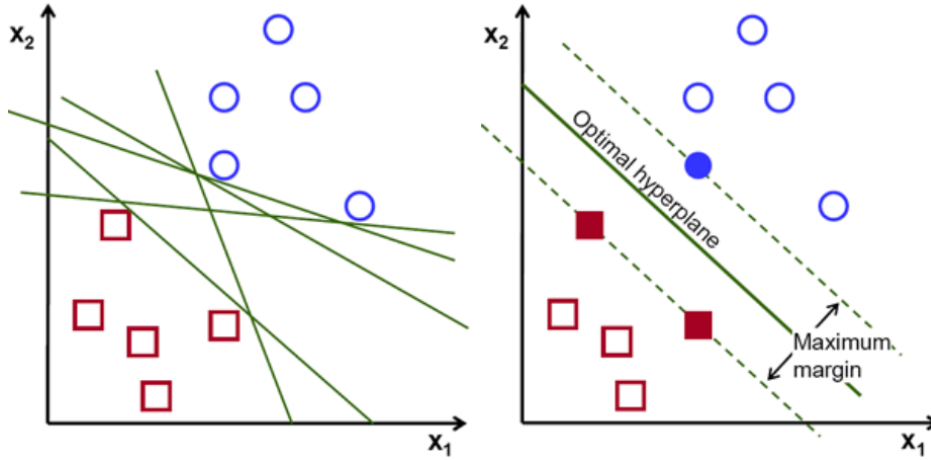 x₂
x₁
x₂
Optimal hyperplane
Maximum
margin
x₁